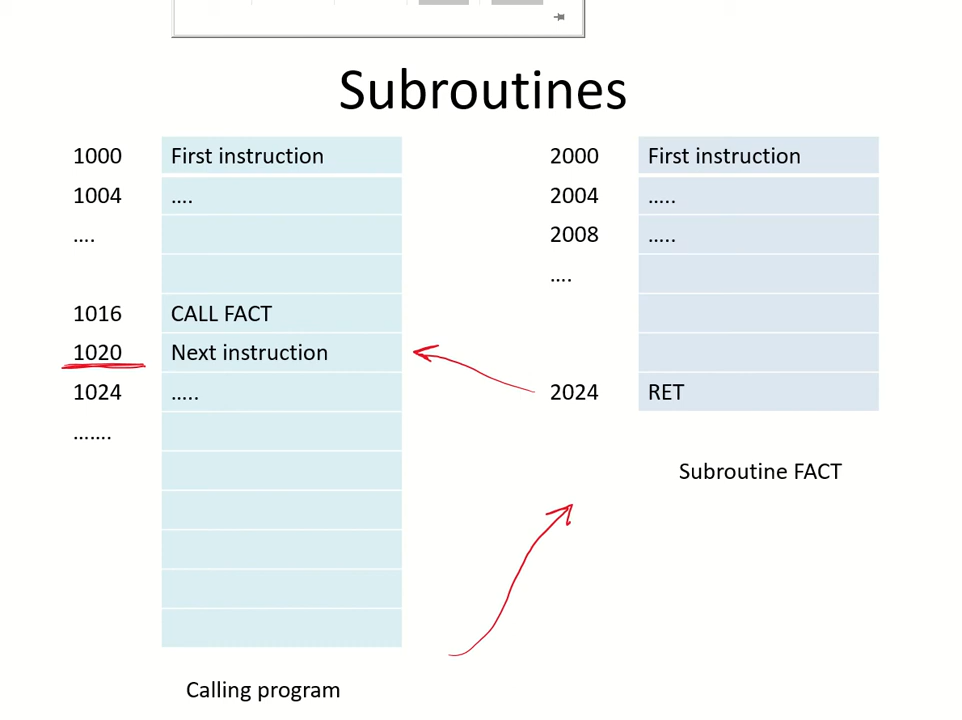 Subroutines
1000 First instruction
1004 ....
....
1016 CALL FACT
1020 Next instruction
1024 .....
.......
Calling program
2000 First instruction
2004 .....
2008 .....
....
2024 RET
Subroutine FACT